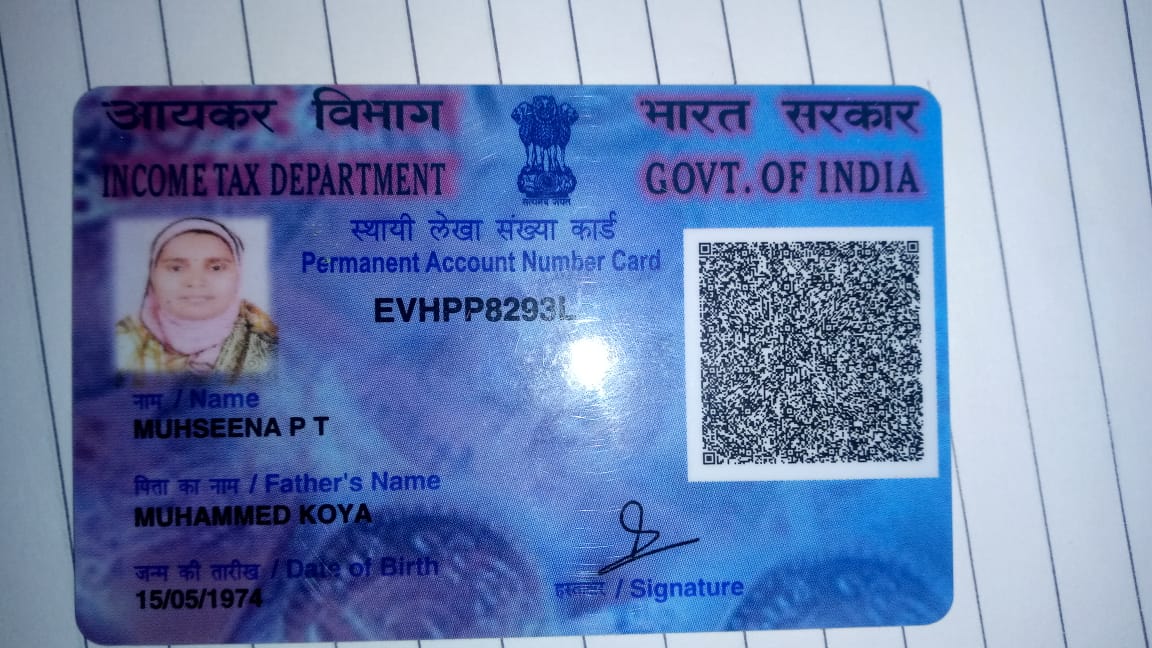 आयकर विभाग
INCOME TAX DEPARTMENT
भारत सरकार
GOVT. OF INDIA
सत्यमेव जयते
स्थायी लेखा संख्या कार्ड
Permanent Account Number Card
EVHPP8293L
नाम / Name
MUHSEENA P T
पिता का नाम / Father's Name
MUHAMMED KOYA
जन्म की तारीख / Date of Birth
15/05/1974
हस्ताक्षर / Signature